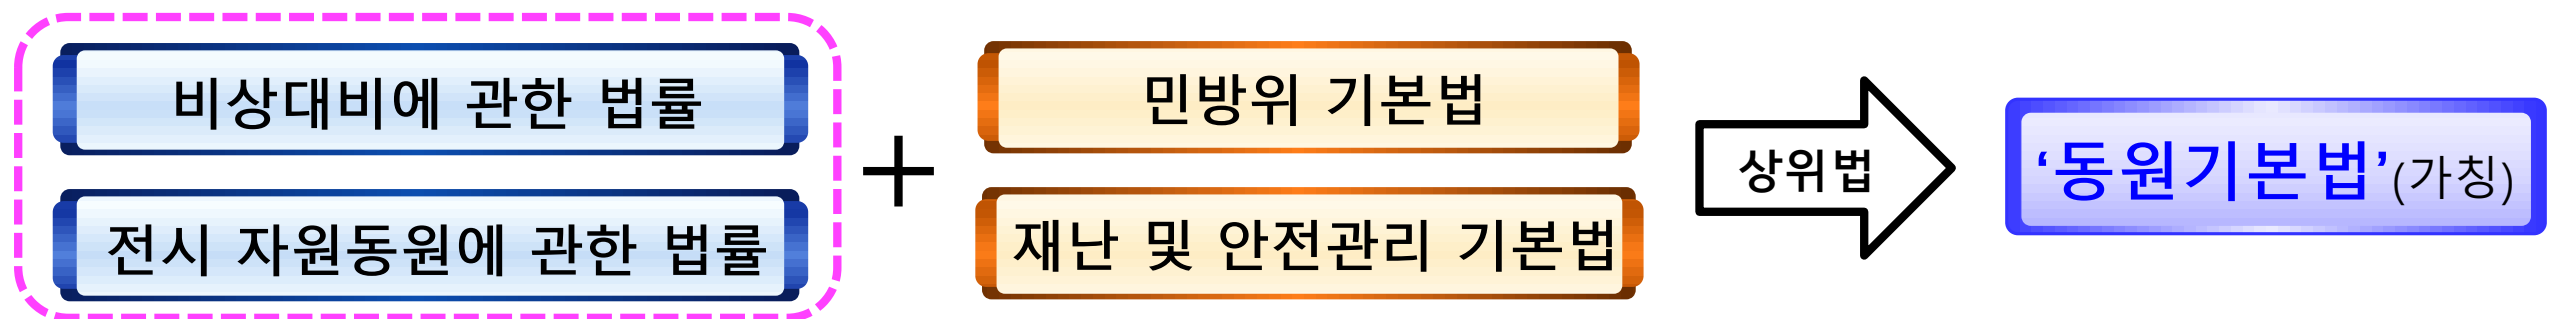 비상대비에 관한 법률
전시 자원동원에 관한 법률
+
민방위 기본법
재난 및 안전관리 기본법
상위법
‘동원기본법’(가칭)